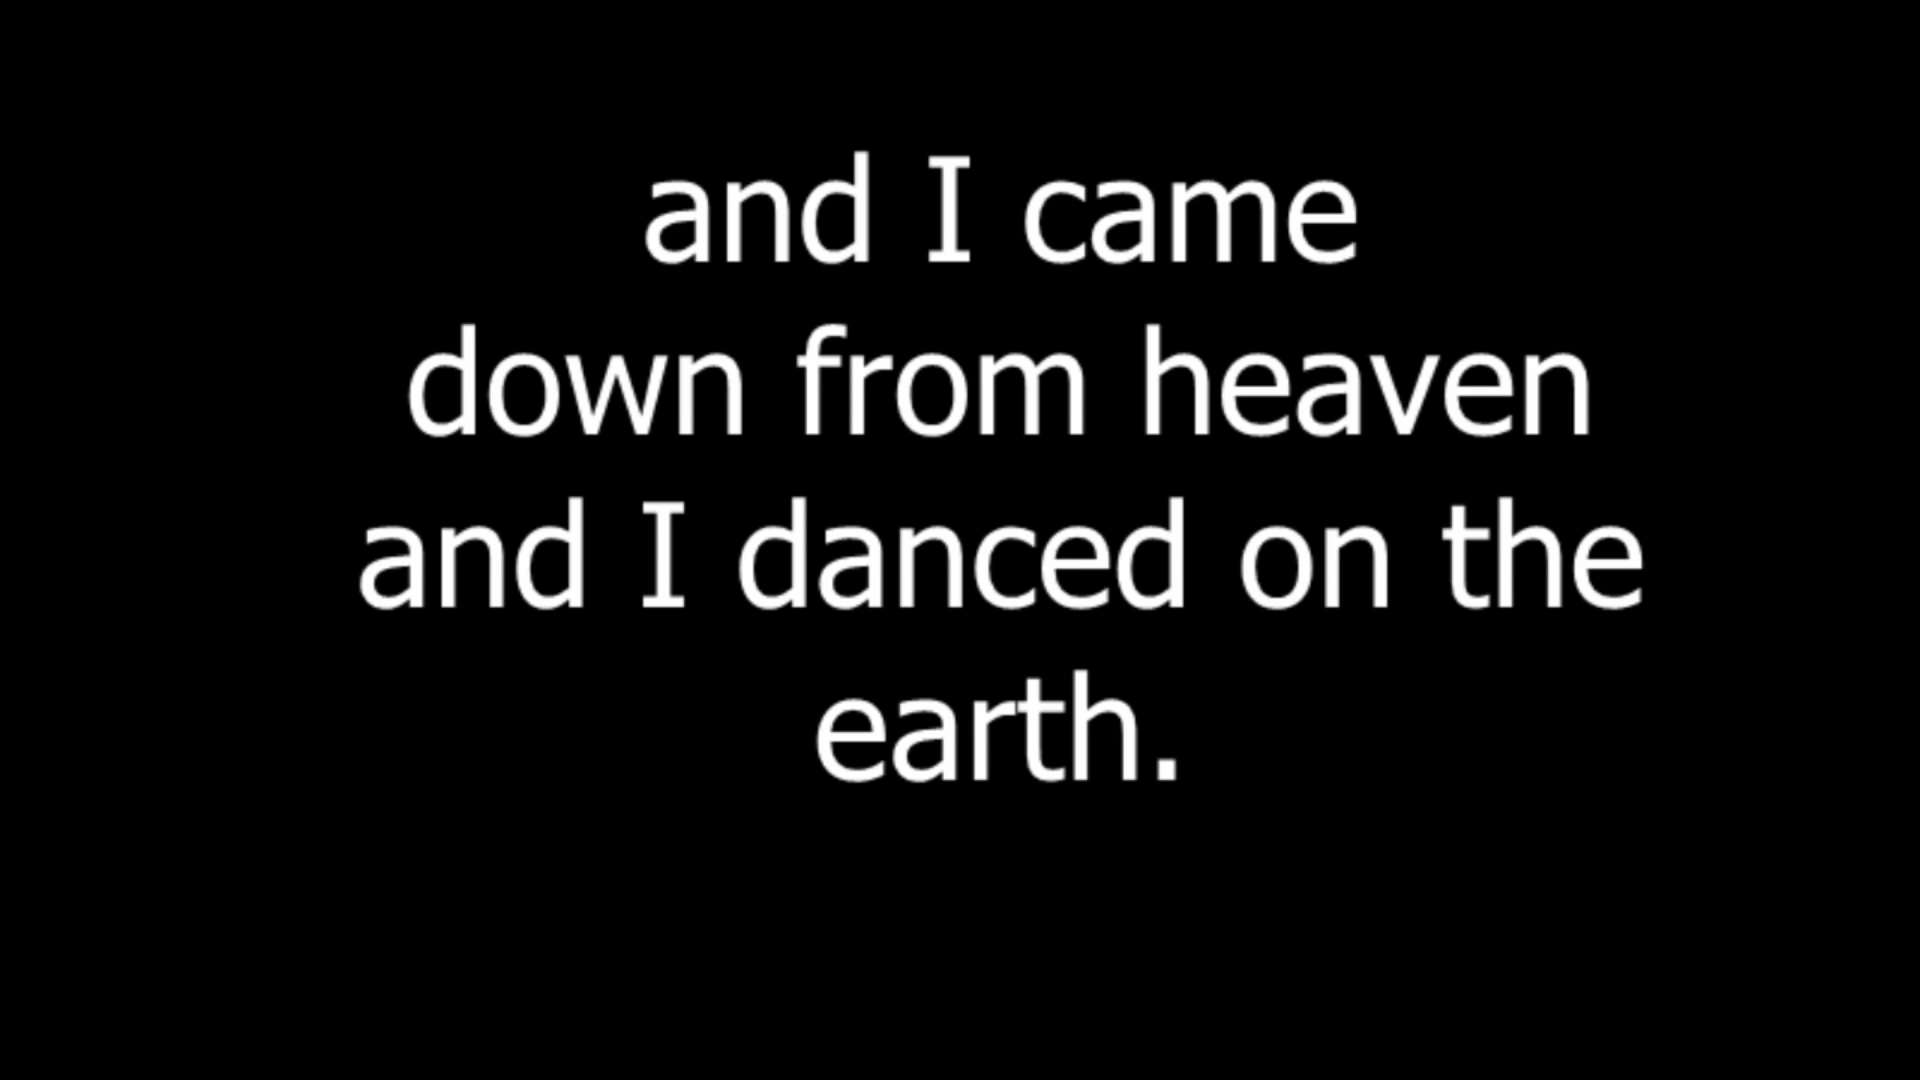 and I came
down from heaven
and I danced on the
earth.